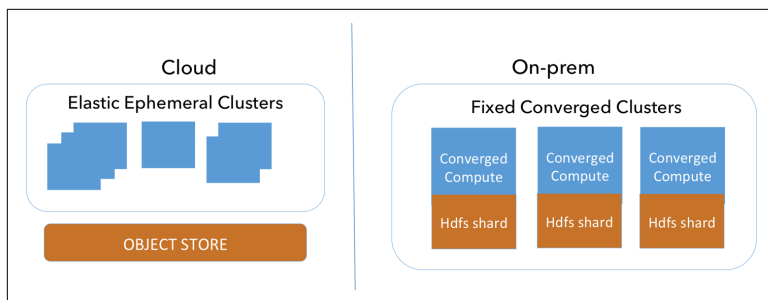 Cloud
Elastic Ephemeral Clusters
OBJECT STORE
On-prem
Fixed Converged Clusters
Converged
Compute
Hdfs shard
Converged
Compute
Hdfs shard
Converged
Compute
Hdfs shard